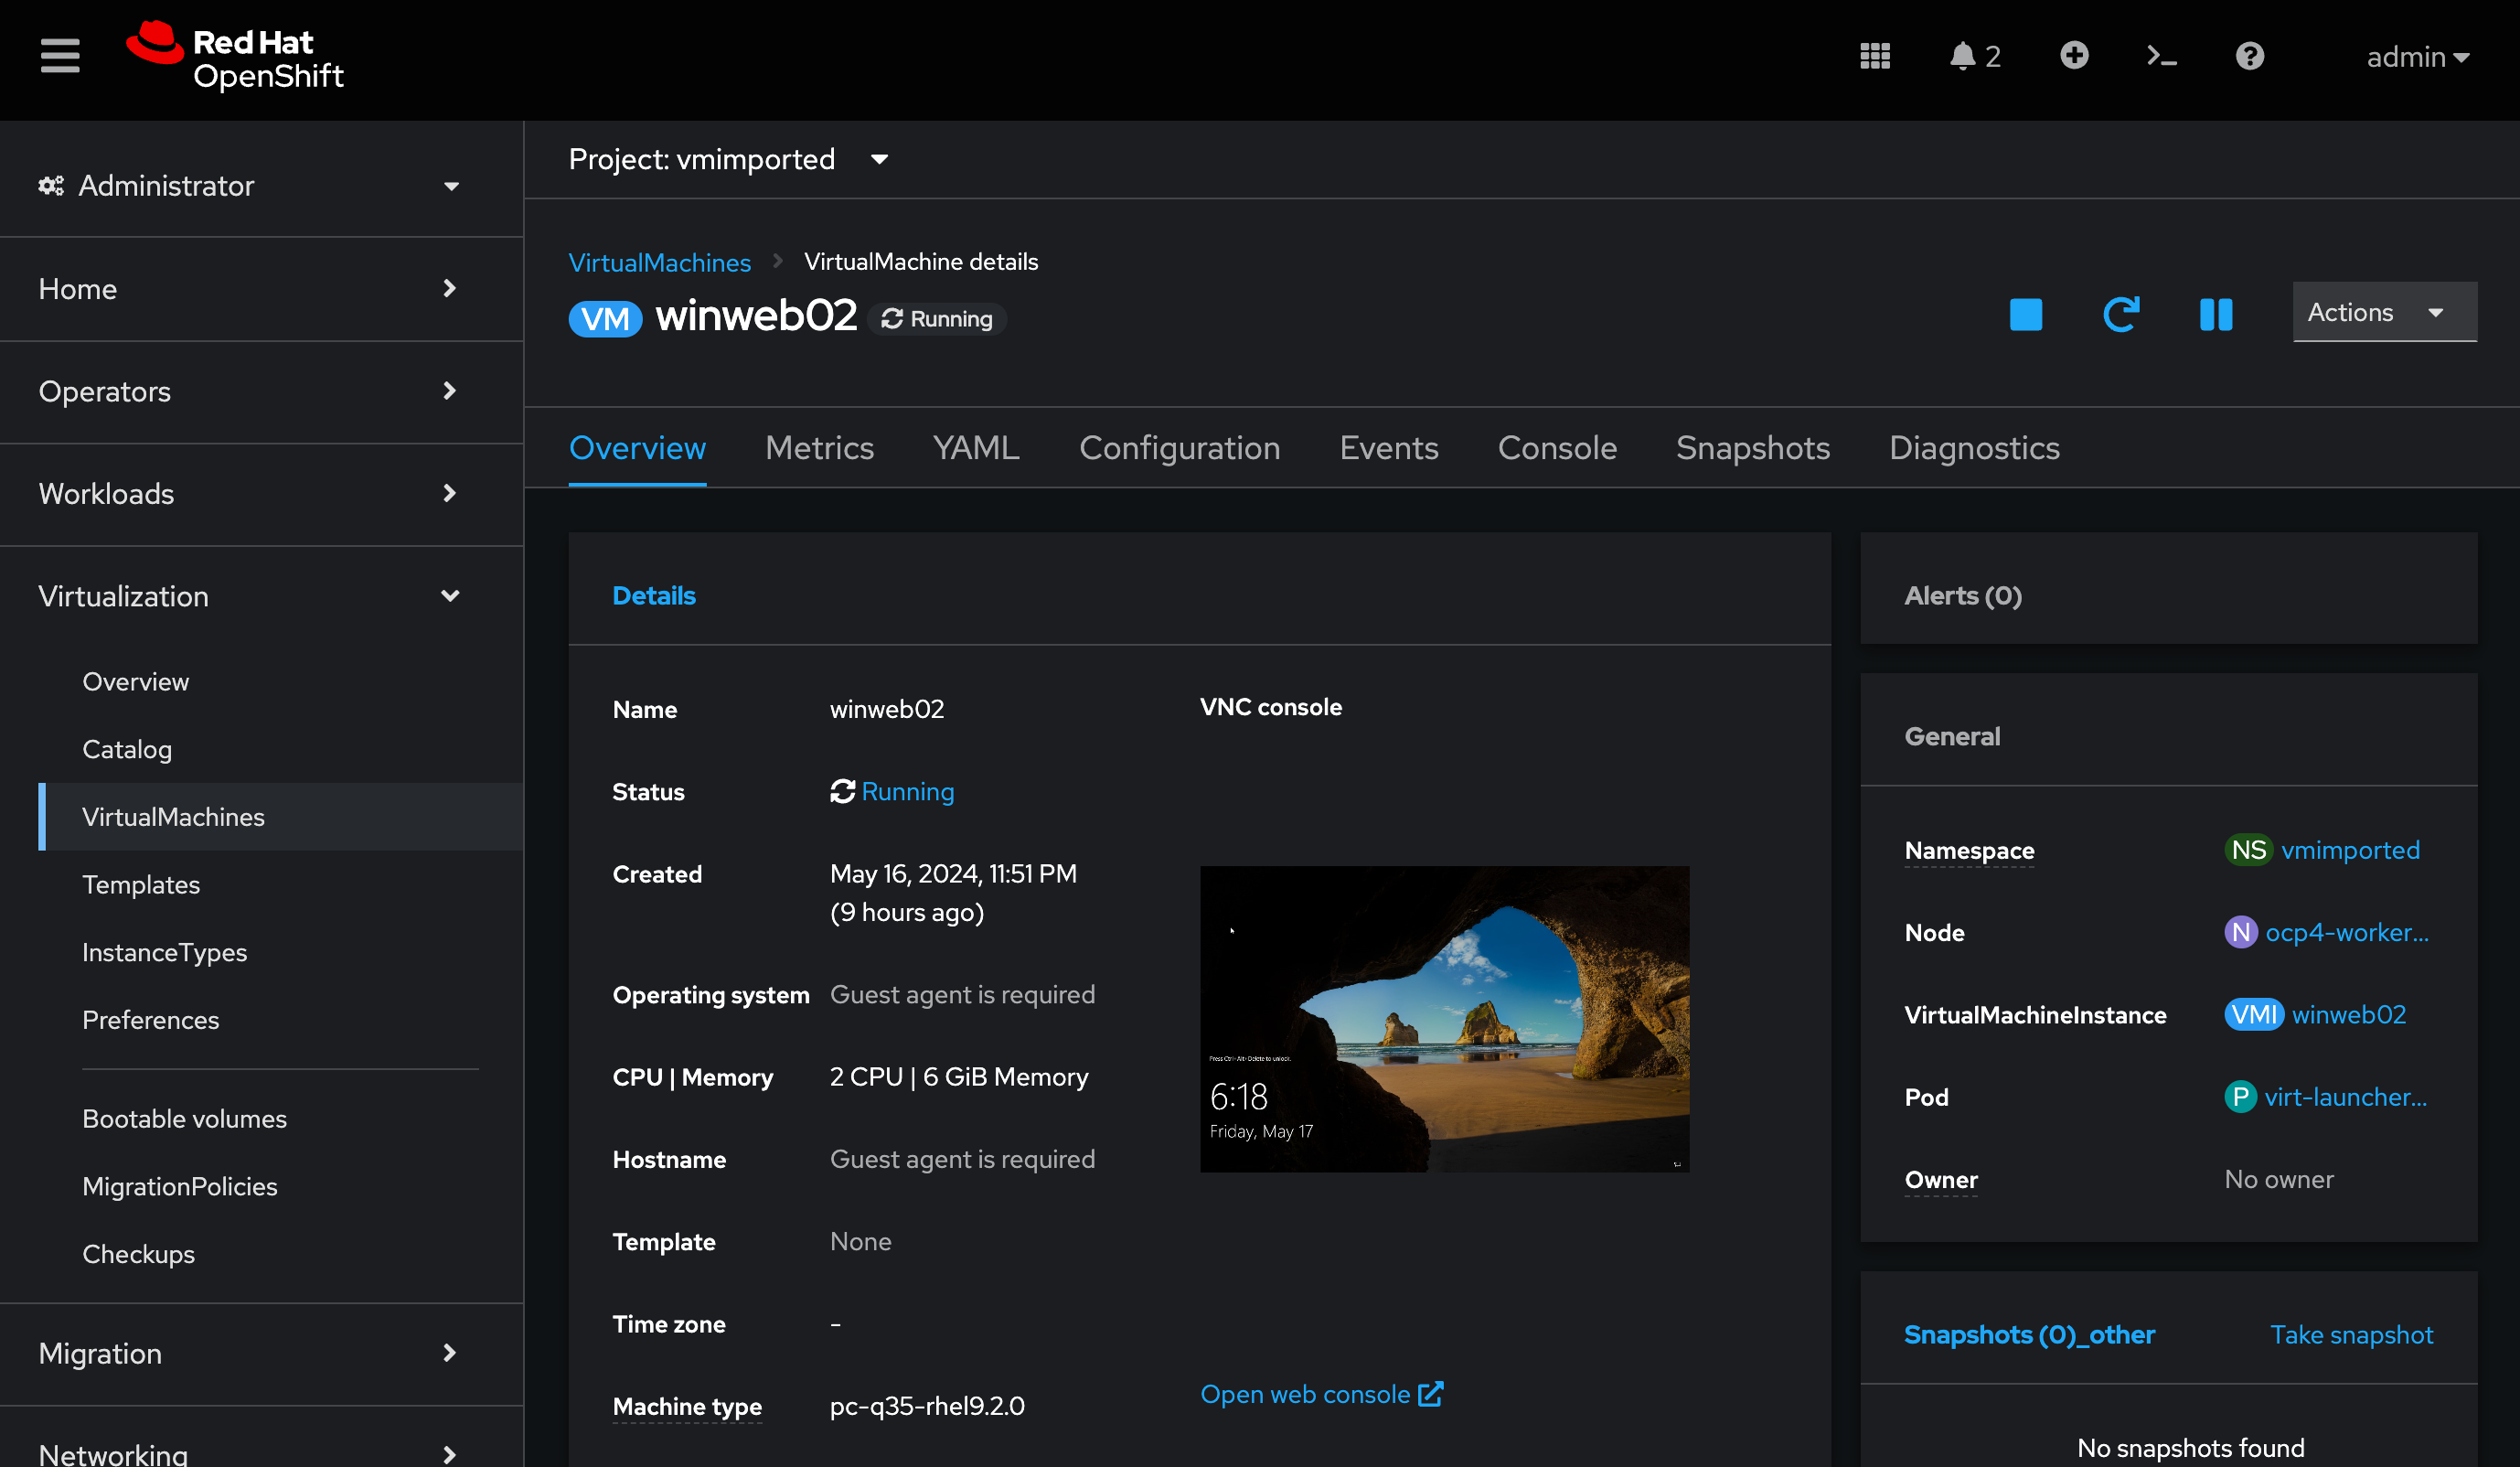 Red Hat
OpenShift
2
admin
Administrator
Home
Operators
Workloads
Virtualization
Overview
Catalog
VirtualMachines
Templates
InstanceTypes
Preferences
Bootable volumes
MigrationPolicies
Checkups
Migration
Networking
Project: vmimported
VirtualMachines
VirtualMachine details
VM winweb02 Running
Actions
Overview Metrics YAML Configuration Events Console Snapshots Diagnostics
Details
Name winweb02
Status Running
Created May 16, 2024, 11:51 PM
(9 hours ago)
Operating system Guest agent is required
CPU | Memory 2 CPU | 6 GiB Memory
Hostname Guest agent is required
Template None
Time zone -
Machine type pc-q35-rhel9.2.0
VNC console
Press Ctrl+Alt+Delete to unlock.
6:18
Friday, May 17
Open web console
Alerts (0)
General
Namespace NS vmimported
Node N ocp4-worker...
VirtualMachineInstance VMI winweb02
Pod P virt-launcher...
Owner No owner
Snapshots (0)_other Take snapshot
No snapshots found